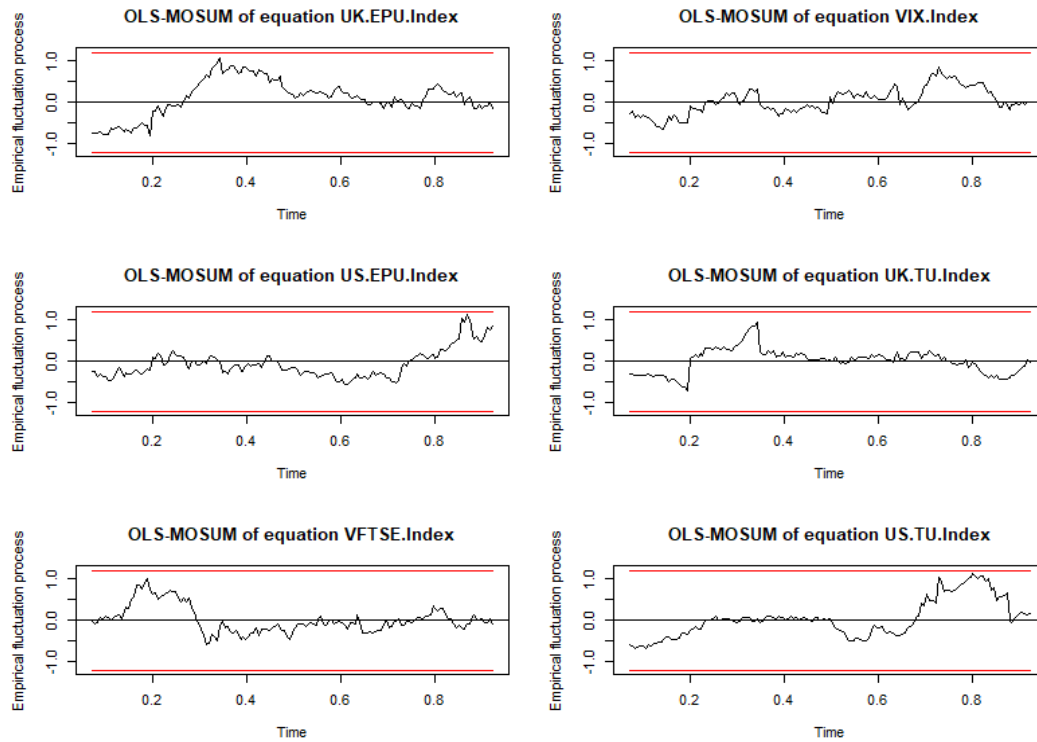 OLS-MOSUM of equation UK.EPU.Index
Empirical fluctuation process
1.0
0.0
-1.0
0.2 0.4 0.6 0.8
Time
OLS-MOSUM of equation VIX.Index
Empirical fluctuation process
1.0
0.0
-1.0
0.2 0.4 0.6 0.8
Time
OLS-MOSUM of equation US.EPU.Index
Empirical fluctuation process
1.0
0.0
-1.0
0.2 0.4 0.6 0.8
Time
OLS-MOSUM of equation UK.TU.Index
Empirical fluctuation process
1.0
0.0
-1.0
0.2 0.4 0.6 0.8
Time
OLS-MOSUM of equation VFTSE.Index
Empirical fluctuation process
1.0
0.0
-1.0
0.2 0.4 0.6 0.8
Time
OLS-MOSUM of equation US.TU.Index
Empirical fluctuation process
1.0
0.0
-1.0
0.2 0.4 0.6 0.8
Time